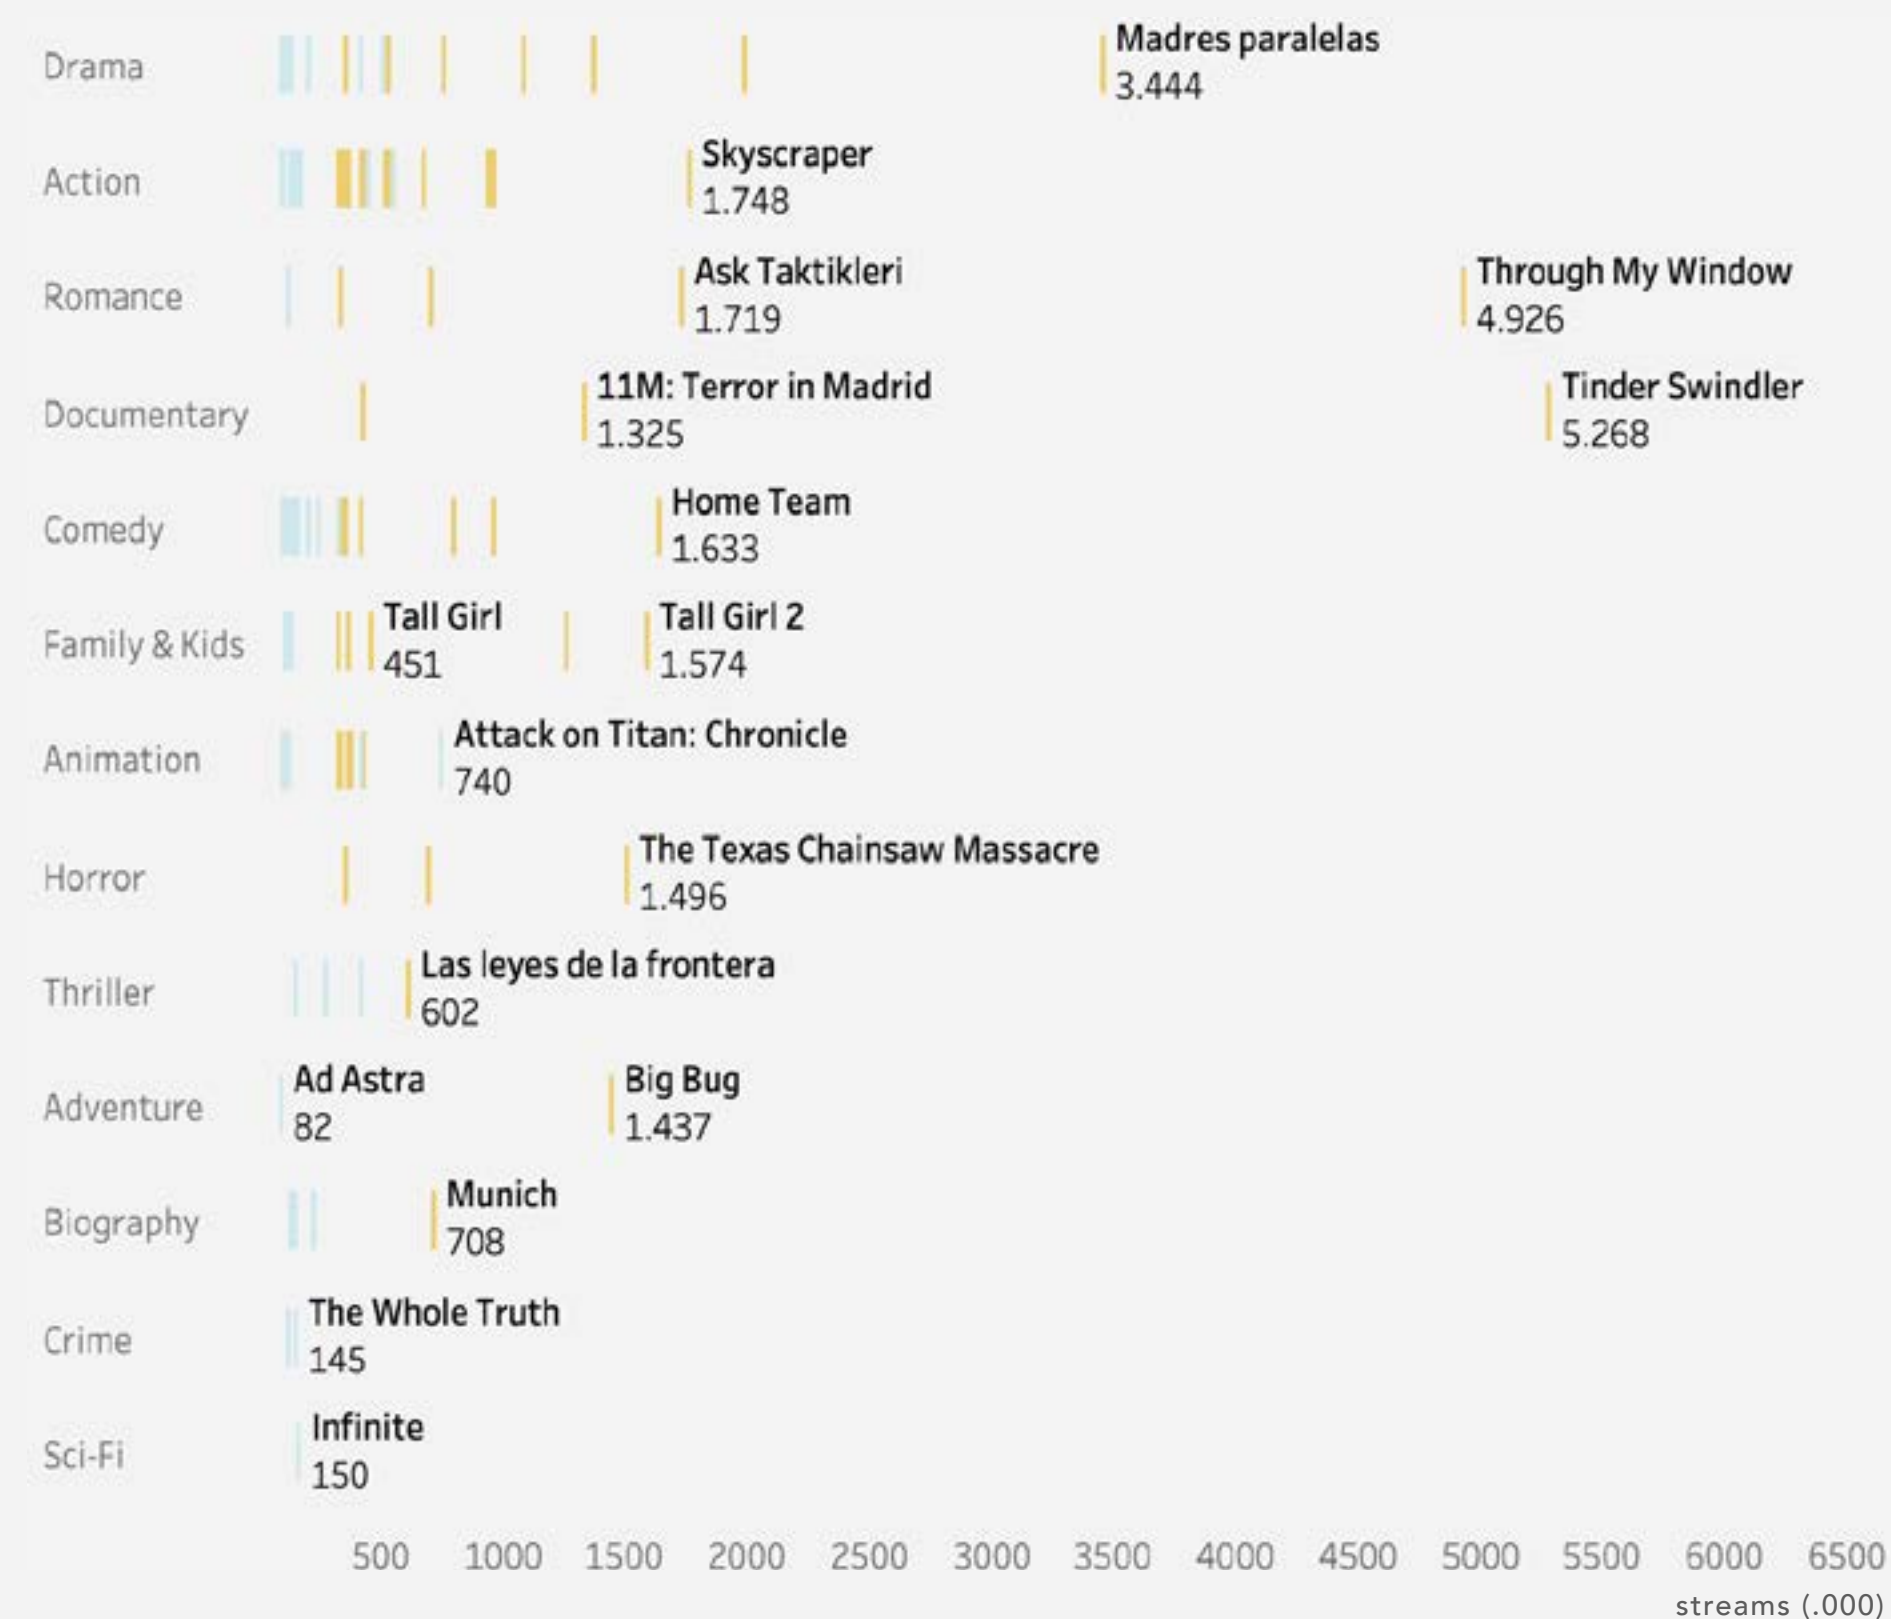 Drama
Madres paralelas
3.444
Action
Skyscraper
1.748
Romance
Ask Taktikleri
1.719
Through My Window
4.926
Documentary
11M: Terror in Madrid
1.325
Tinder Swindler
5.268
Comedy
Home Team
1.633
Family & Kids
Tall Girl
451
Tall Girl 2
1.574
Animation
Attack on Titan: Chronicle
740
Horror
The Texas Chainsaw Massacre
1.496
Thriller
Las leyes de la frontera
602
Adventure
Ad Astra
82
Big Bug
1.437
Biography
Munich
708
Crime
The Whole Truth
145
Sci-Fi
Infinite
150
500 1000 1500 2000 2500 3000 3500 4000 4500 5000 5500 6000 6500
streams (.000)